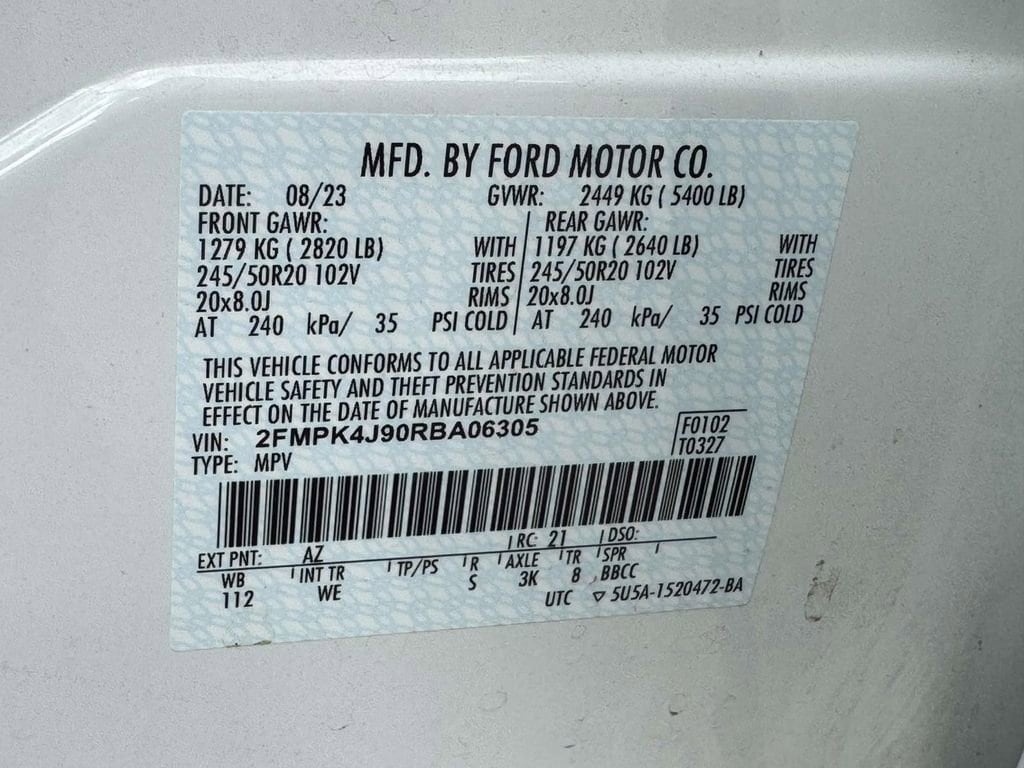 MFD. BY FORD MOTOR CO.
DATE: 08/23 GVWR: 2449 KG ( 5400 LB)
FRONT GAWR: REAR GAWR:
1279 KG ( 2820 LB) WITH 1197 KG ( 2640 LB) WITH
245/50R20 102V TIRES 245/50R20 102V TIRES
20x8.0J RIMS 20x8.0J RIMS
AT 240 kPa/ 35 PSI COLD AT 240 kPa/ 35 PSI COLD
THIS VEHICLE CONFORMS TO ALL APPLICABLE FEDERAL MOTOR
VEHICLE SAFETY AND THEFT PREVENTION STANDARDS IN
EFFECT ON THE DATE OF MANUFACTURE SHOWN ABOVE.
VIN: 2FMPK4J90RBA06305 F0102
TYPE: MPV T0327
EXT PNT: AZ RC: 21 DSO:
WB INT TR TP/PS R AXLE TR SPR
112 WE S 3K 8 BBCC
UTC ▽ 5U5A-1520472-BA